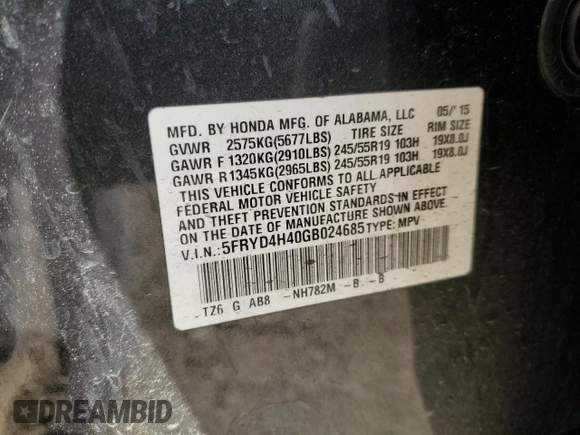 MFD. BY HONDA MFG. OF ALABAMA, LLC 05/'15
GVWR 2575KG(5677LBS) TIRE SIZE RIM SIZE
GAWR F 1320KG(2910LBS) 245/55R19 103H 19X8.0J
GAWR R 1345KG(2965LBS) 245/55R19 103H 19X8.0J
THIS VEHICLE CONFORMS TO ALL APPLICABLE
FEDERAL MOTOR VEHICLE SAFETY
AND THEFT PREVENTION STANDARDS IN EFFECT
ON THE DATE OF MANUFACTURE SHOWN ABOVE.
V.I.N.:5FRYD4H40GB024685 TYPE: MPV
TZ6 G AB8 -NH782M -B -B
DREAMBID